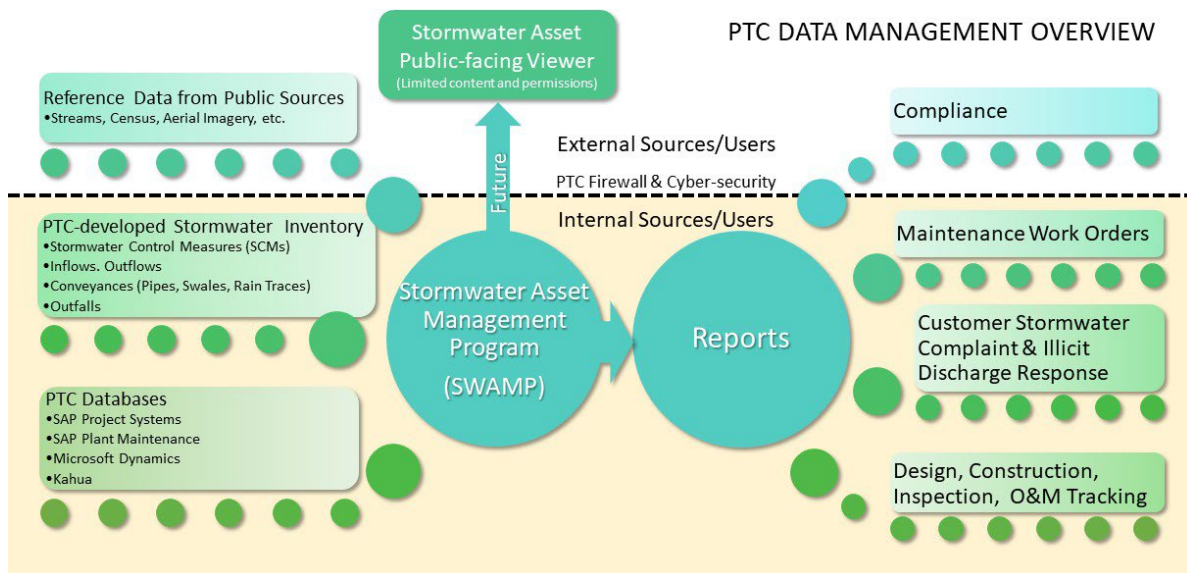 PTC DATA MANAGEMENT OVERVIEW
Stormwater Asset
Public-facing Viewer
(Limited content and permissions)
Reference Data from Public Sources
•Streams, Census, Aerial Imagery, etc.
Compliance
Future
External Sources/Users
PTC Firewall & Cyber-security
Internal Sources/Users
PTC-developed Stormwater Inventory
•Stormwater Control Measures (SCMs)
•Inflows. Outflows
•Conveyances (Pipes, Swales, Rain Traces)
•Outfalls
Stormwater Asset
Management
Program
(SWAMP)
Reports
Maintenance Work Orders
Customer Stormwater
Complaint & Illicit
Discharge Response
PTC Databases
•SAP Project Systems
•SAP Plant Maintenance
•Microsoft Dynamics
•Kahua
Design, Construction,
Inspection, O&M Tracking